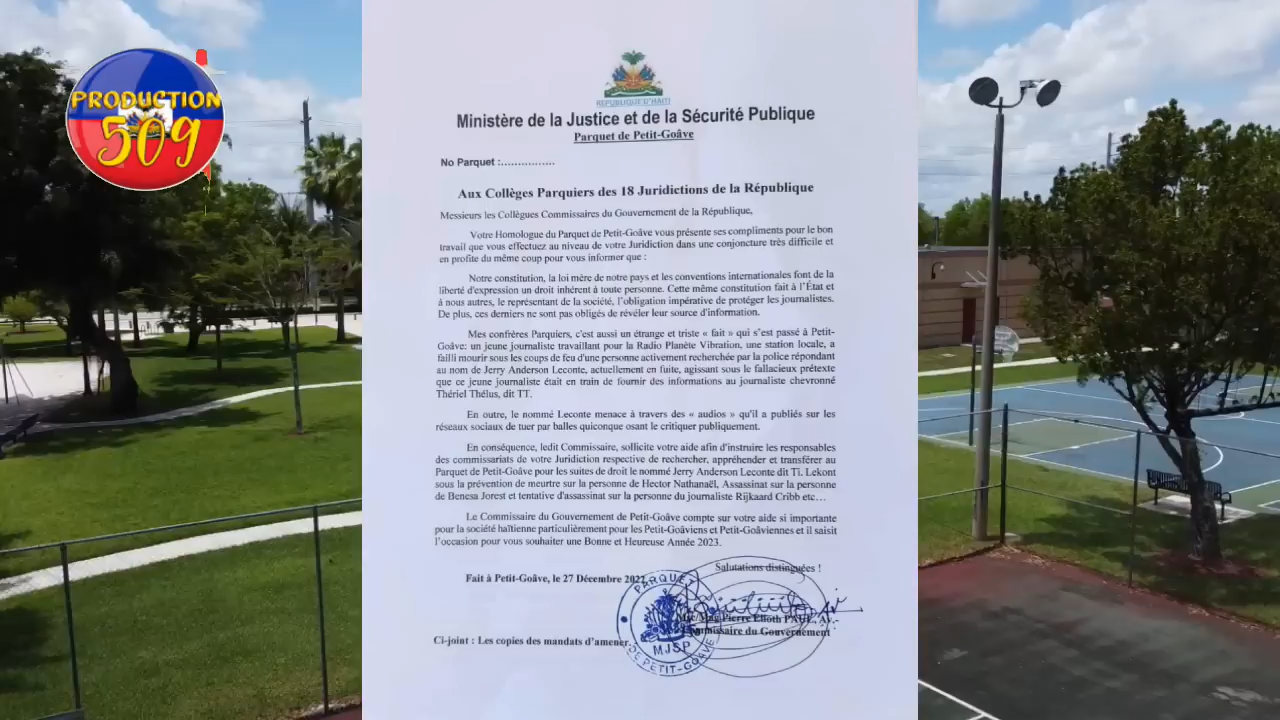 PRODUCTION
509
REPUBLIQUE D'HAITI
Ministère de la Justice et de la Sécurité Publique
Parquet de Petit-Goâve
No Parquet :................
Aux Collèges Parquiers des 18 Juridictions de la République
Messieurs les Collègues Commissaires du Gouvernement de la République,
Votre Homologue du Parquet de Petit-Goâve vous présente ses compliments pour le bon
travail que vous effectuez au niveau de votre Juridiction dans une conjoncture très difficile et
en profite du même coup pour vous informer que :
Notre constitution, la loi mère de notre pays et les conventions internationales font de la
liberté d'expression un droit inhérent à toute personne. Cette même constitution fait à l'État et
à nous autres, le représentant de la société, l'obligation impérative de protéger les journalistes.
De plus, ces derniers ne sont pas obligés de révéler leur source d'information.
Mes confrères Parquiers, c'est aussi un étrange et triste « fait » qui s'est passé à Petit-
Goâve: un jeune journaliste travaillant pour la Radio Planète Vibration, une station locale, a
failli mourir sous les coups de feu d'une personne activement recherchée par la police répondant
au nom de Jerry Anderson Leconte, actuellement en fuite, agissant sous le fallacieux prétexte
que ce jeune journaliste était en train de fournir des informations au journaliste chevronné
Thériel Thélus, dit TT.
En outre, le nommé Leconte menace à travers des « audios » qu'il a publiés sur les
réseaux sociaux de tuer par balles quiconque osant le critiquer publiquement.
En conséquence, ledit Commissaire, sollicite votre aide afin d'instruire les responsables
des commissariats de votre Juridiction respective de rechercher, appréhender et transférer au
Parquet de Petit-Goâve pour les suites de droit le nommé Jerry Anderson Leconte dit Ti. Lekont
sous la prévention de meurtre sur la personne de Hector Nathanaël, Assassinat sur la personne
de Benesa Jorest et tentative d'assassinat sur la personne du journaliste Rijkaard Cribb etc…
Le Commissaire du Gouvernement de Petit-Goâve compte sur votre aide si importante
pour la société haïtienne particulièrement pour les Petit-Goâviens et Petit-Goâviennes et il saisit
l'occasion pour vous souhaiter une Bonne et Heureuse Année 2023.
Salutations distinguées !
Fait à Petit-Goâve, le 27 Décembre 2022
PARQUET
MJSP
DE PETIT-GOÂVE
Pierre Elioth PAUL, Av.
Commissaire du Gouvernement
Ci-joint : Les copies des mandats d'amener.